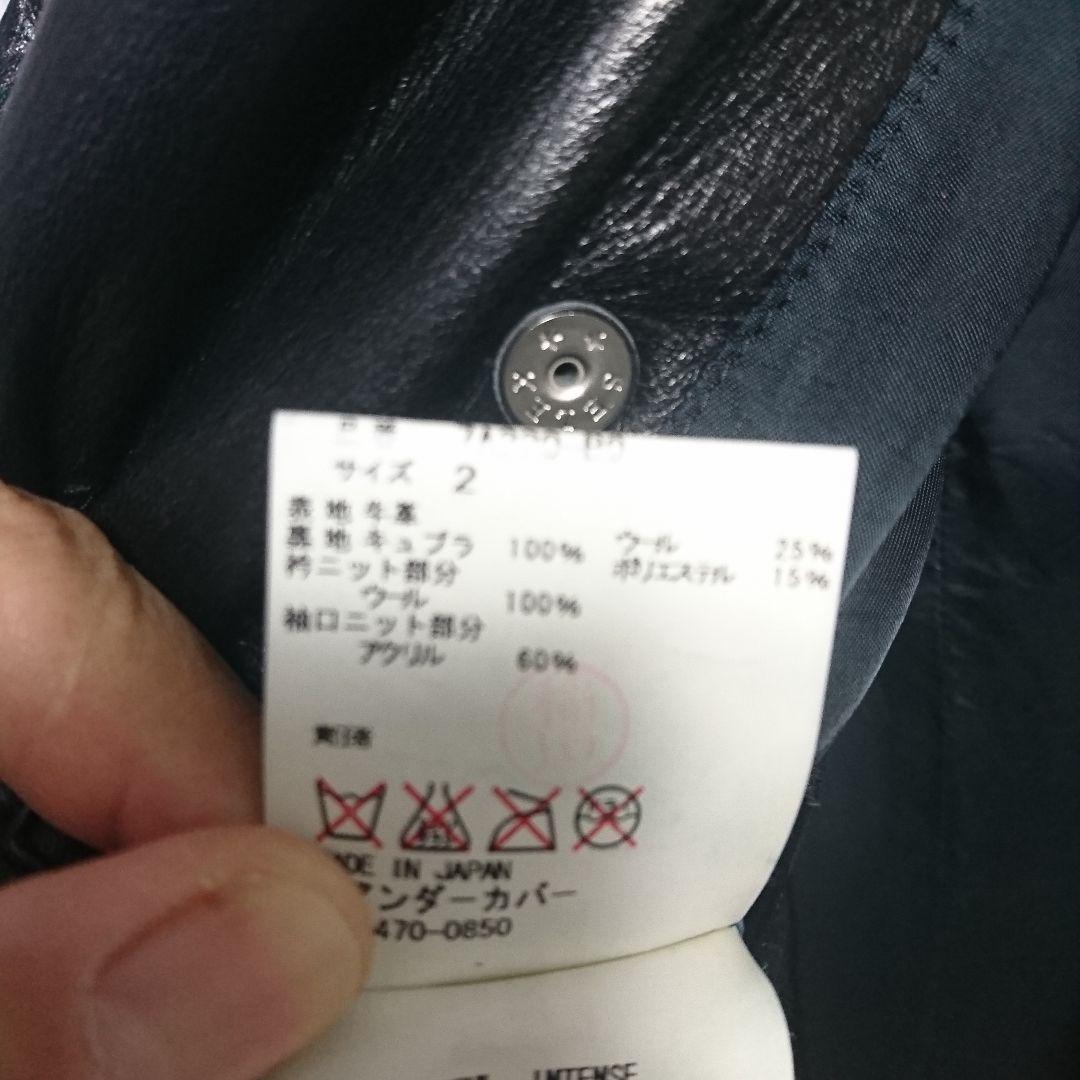 サイズ 2
表 地 牛 革
裏 地 キュプラ 100%
衿ニット部分
ウール 100%
袖口ニット部分
アクリル 60%
ウール 25%
ポリエステル 15%
MADE IN JAPAN
アンダーカバー
470-0850
INTENSE